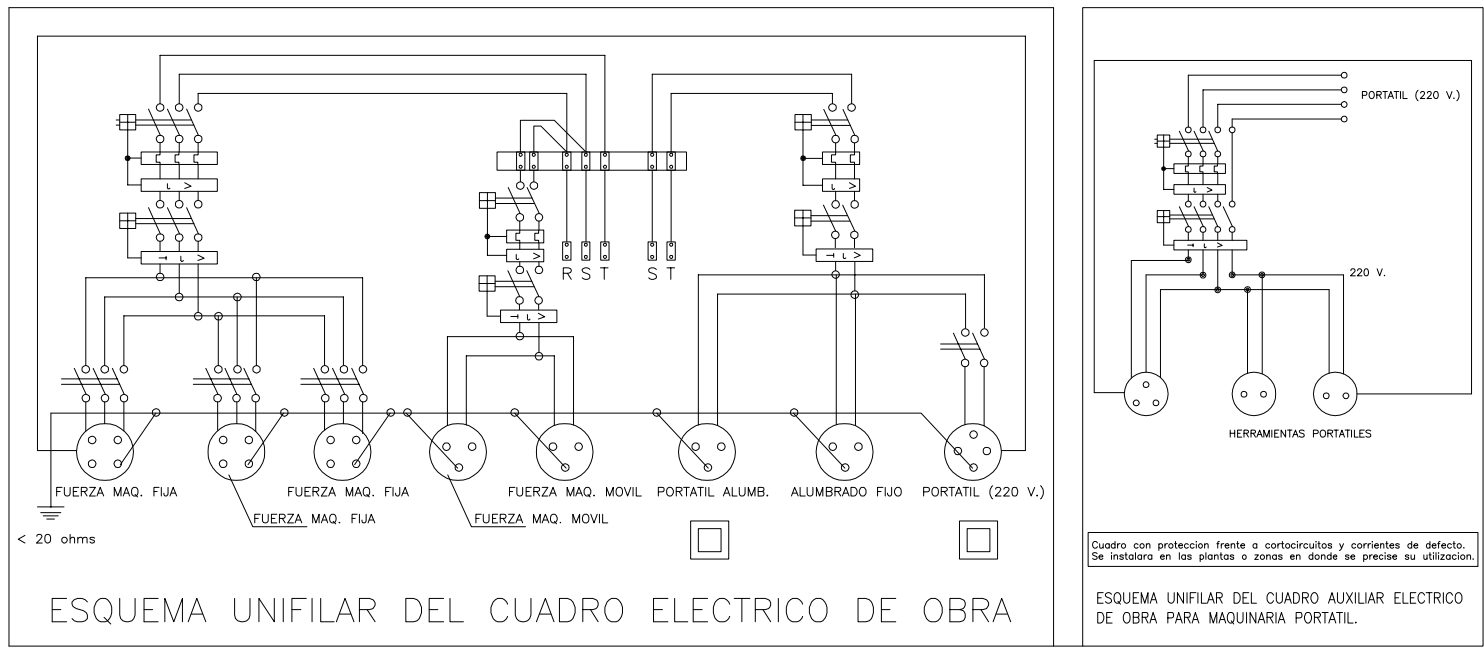 R S T S T
FUERZA MAQ. FIJA FUERZA MAQ. FIJA FUERZA MAQ. MOVIL PORTATIL ALUMB. ALUMBRADO FIJO PORTATIL (220 V.)
FUERZA MAQ. FIJA FUERZA MAQ. MOVIL
< 20 ohms
ESQUEMA UNIFILAR DEL CUADRO ELECTRICO DE OBRA
PORTATIL (220 V.)
220 V.
HERRAMIENTAS PORTATILES
Cuadro con proteccion frente a cortocircuitos y corrientes de defecto.
Se instalara en las plantas o zonas en donde se precise su utilizacion.
ESQUEMA UNIFILAR DEL CUADRO AUXILIAR ELECTRICO
DE OBRA PARA MAQUINARIA PORTATIL.